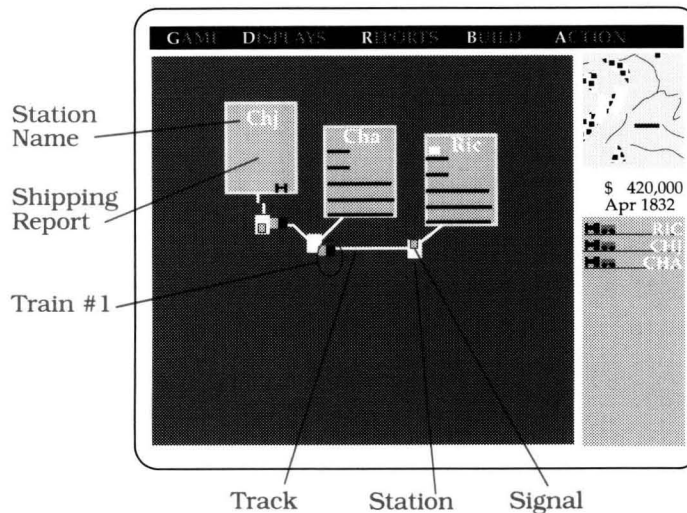 GAME DISPLAYS REPORTS BUILD ACTION
Station
Name
Chj
Cha
Ric
Shipping
Report
$ 420,000
Apr 1832
RIC
CHJ
CHA
Train #1
Track
Station
Signal